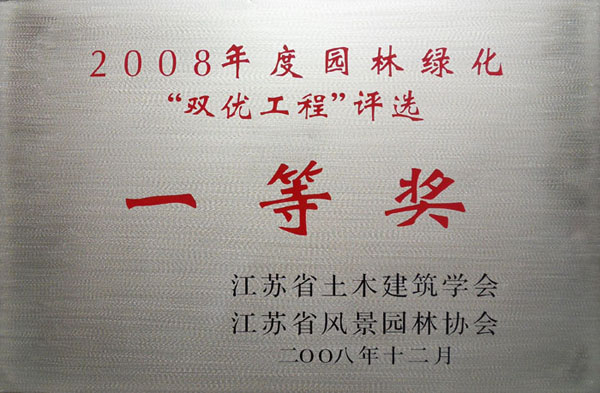 2008年度园林绿化
“双优工程”评选
一等奖
江苏省土木建筑学会
江苏省风景园林协会
二〇〇八年十二月